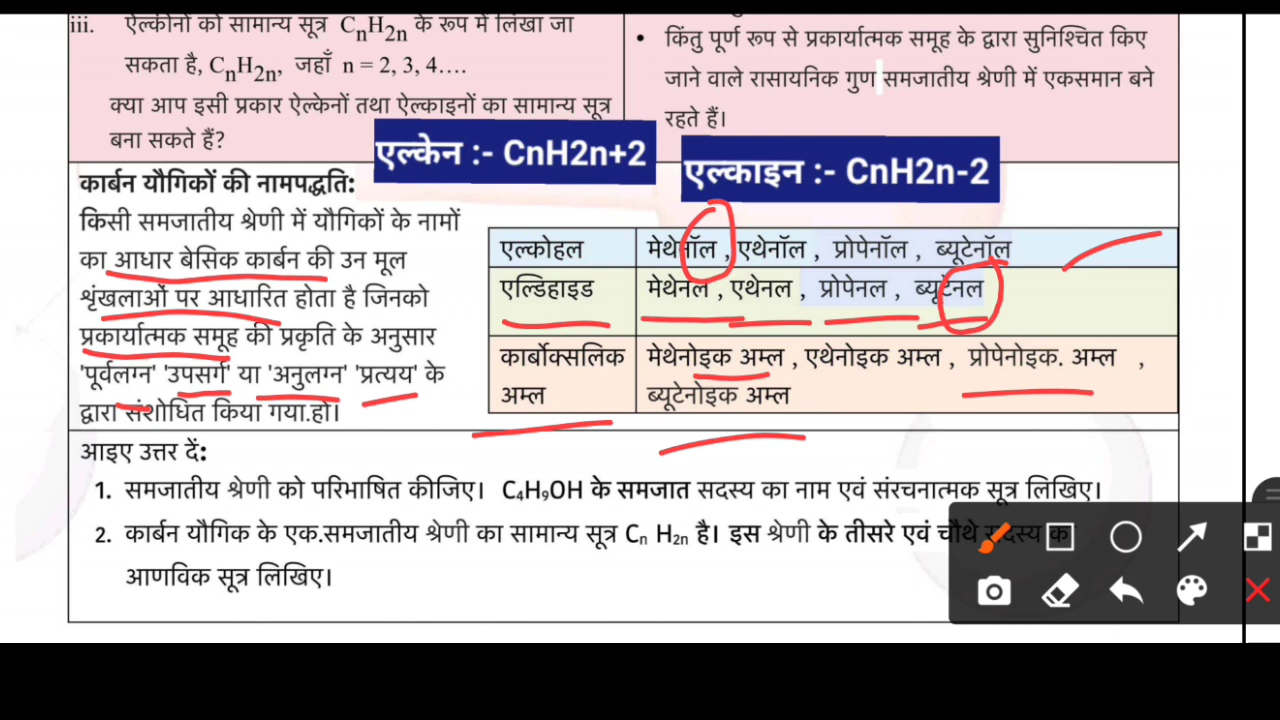 iii. ऐल्कीनों को सामान्य सूत्र CnH2n के रूप में लिखा जा
सकता है, CnH2n, जहाँ n = 2, 3, 4....
क्या आप इसी प्रकार ऐल्केनों तथा ऐल्काइनों का सामान्य सूत्र
बना सकते हैं?
• किंतु पूर्ण रूप से प्रकार्यात्मक समूह के द्वारा सुनिश्चित किए
जाने वाले रासायनिक गुण समजातीय श्रेणी में एकसमान बने
रहते हैं।
एल्केन :- CnH2n+2
एल्काइन :- CnH2n-2
कार्बन यौगिकों की नामपद्धति:
किसी समजातीय श्रेणी में यौगिकों के नामों
का आधार बेसिक कार्बन की उन मूल
शृंखलाओं पर आधारित होता है जिनको
प्रकार्यात्मक समूह की प्रकृति के अनुसार
'पूर्वलग्न' 'उपसर्ग' या 'अनुलग्न' 'प्रत्यय' के
द्वारा संशोधित किया गया.हो।
एल्कोहल मेथेनॉल , एथेनॉल , प्रोपेनॉल , ब्यूटेनॉल
एल्डिहाइड मेथेनल , एथेनल , प्रोपेनल , ब्यूटेनल
कार्बोक्सलिक मेथेनोइक अम्ल , एथेनोइक अम्ल , प्रोपेनोइक. अम्ल ,
अम्ल ब्यूटेनोइक अम्ल
आइए उत्तर दें:
1. समजातीय श्रेणी को परिभाषित कीजिए। C₄H₉OH के समजात सदस्य का नाम एवं संरचनात्मक सूत्र लिखिए।
2. कार्बन यौगिक के एक.समजातीय श्रेणी का सामान्य सूत्र Cn H2n है। इस श्रेणी के तीसरे एवं चौथे सदस्य का
आणविक सूत्र लिखिए।